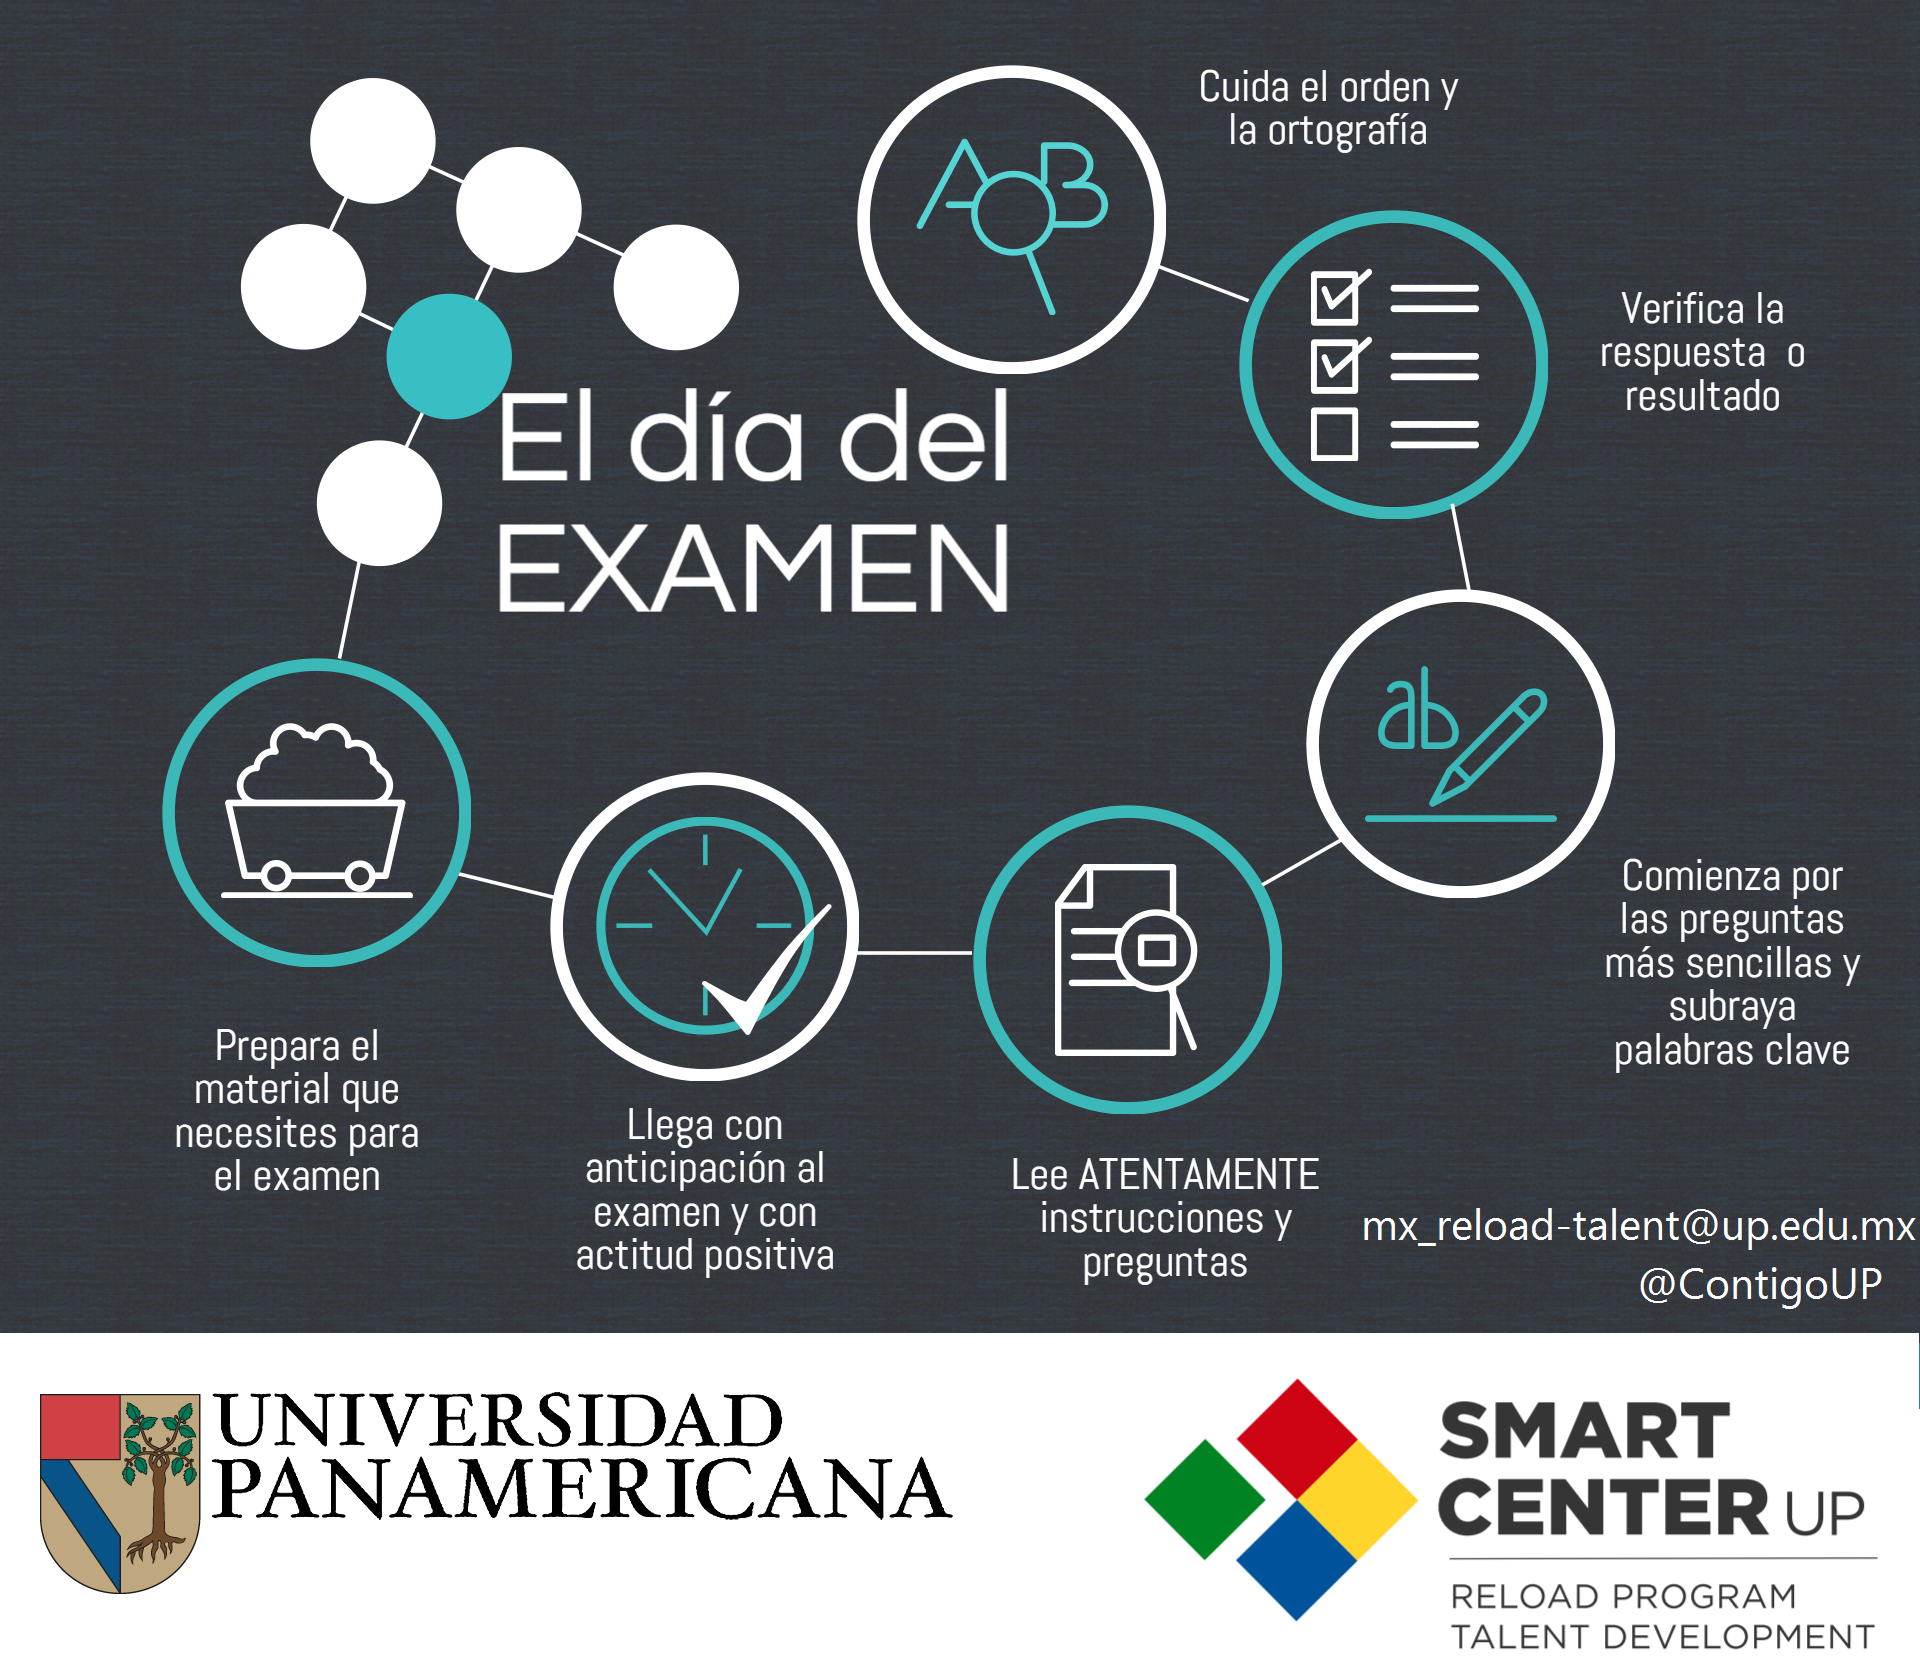 El día del
EXAMEN
Prepara el
material que
necesites para
el examen
Llega con
anticipación al
examen y con
actitud positiva
Lee ATENTAMENTE
instrucciones y
preguntas
ab
Comienza por
las preguntas
más sencillas y
subraya
palabras clave
Verifica la
respuesta o
resultado
A B
Cuida el orden y
la ortografía
mx_reload-talent@up.edu.mx
@ContigoUP
UNIVERSIDAD
PANAMERICANA
SMART
CENTER UP
RELOAD PROGRAM
TALENT DEVELOPMENT